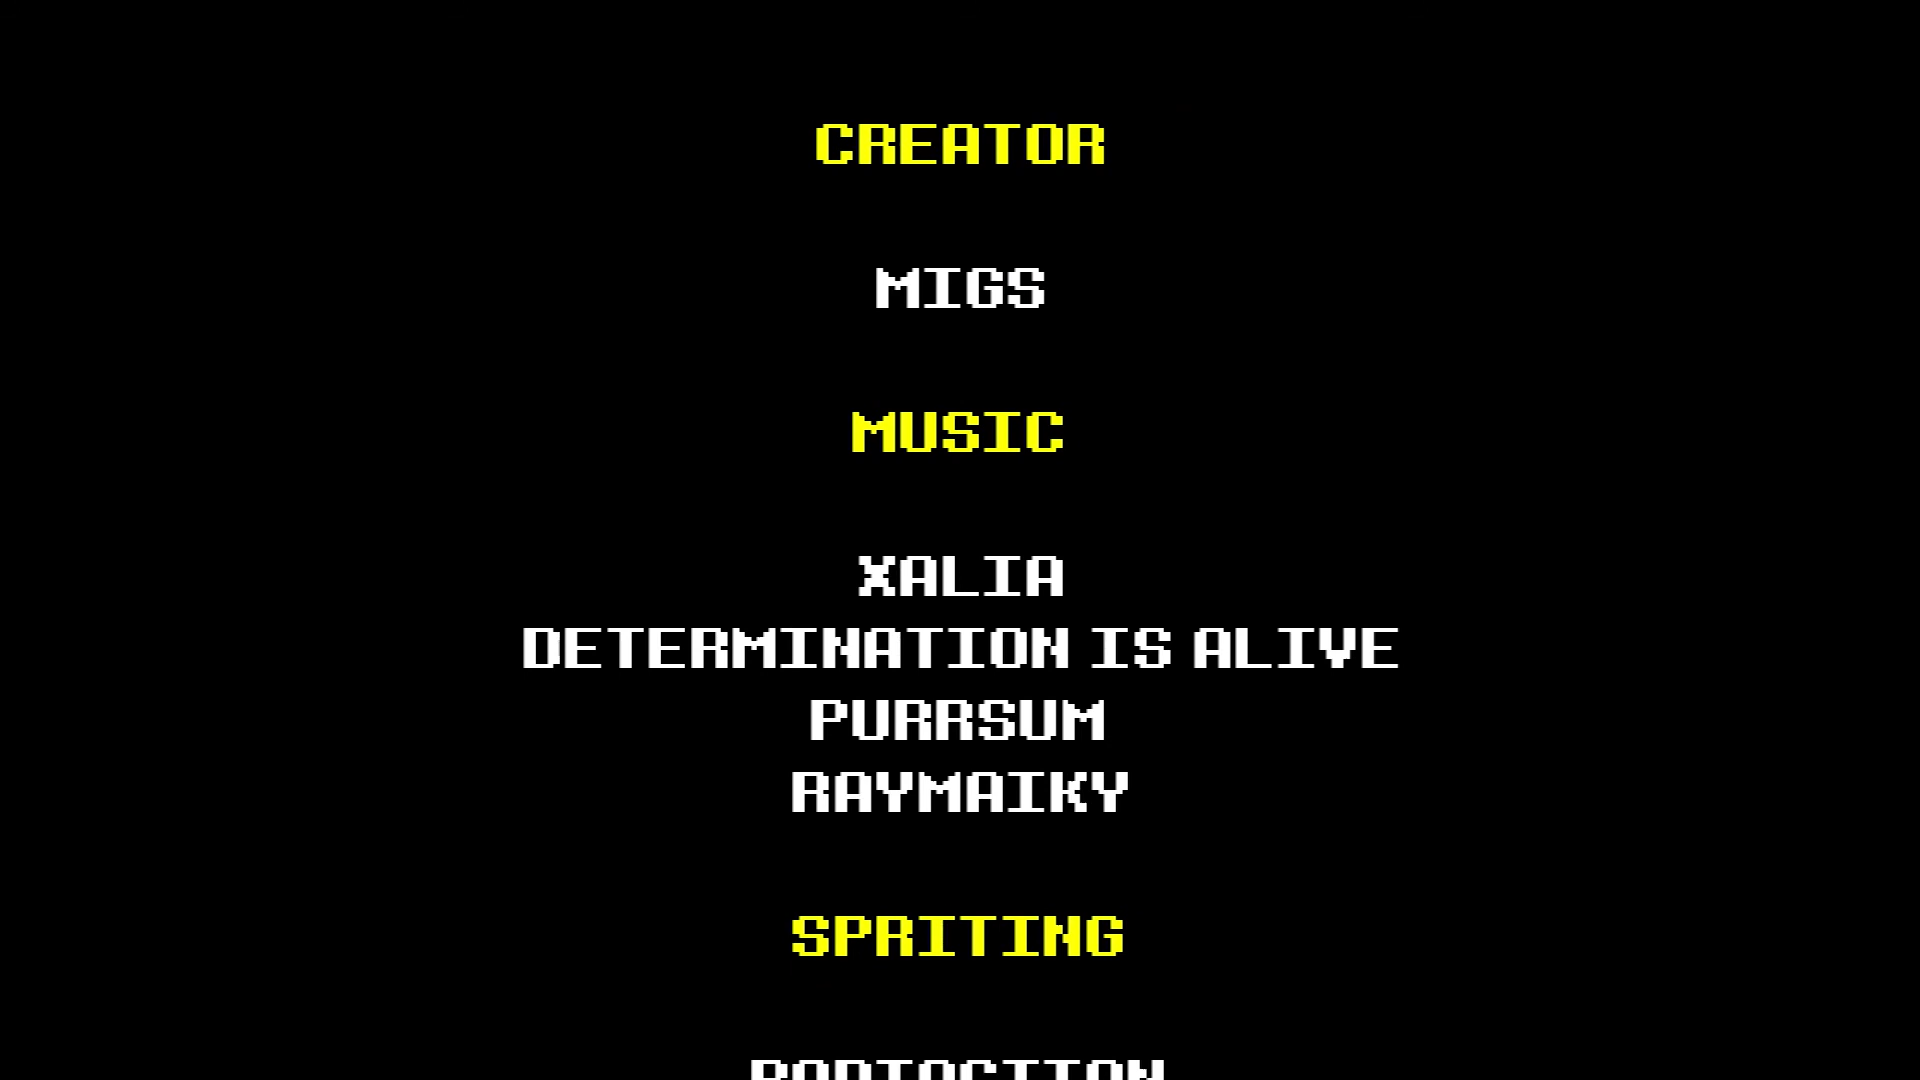 CREATOR
MIGS
MUSIC
XALIA
DETERMINATION IS ALIVE
PURRSUM
RAYMAIKY
SPRITING